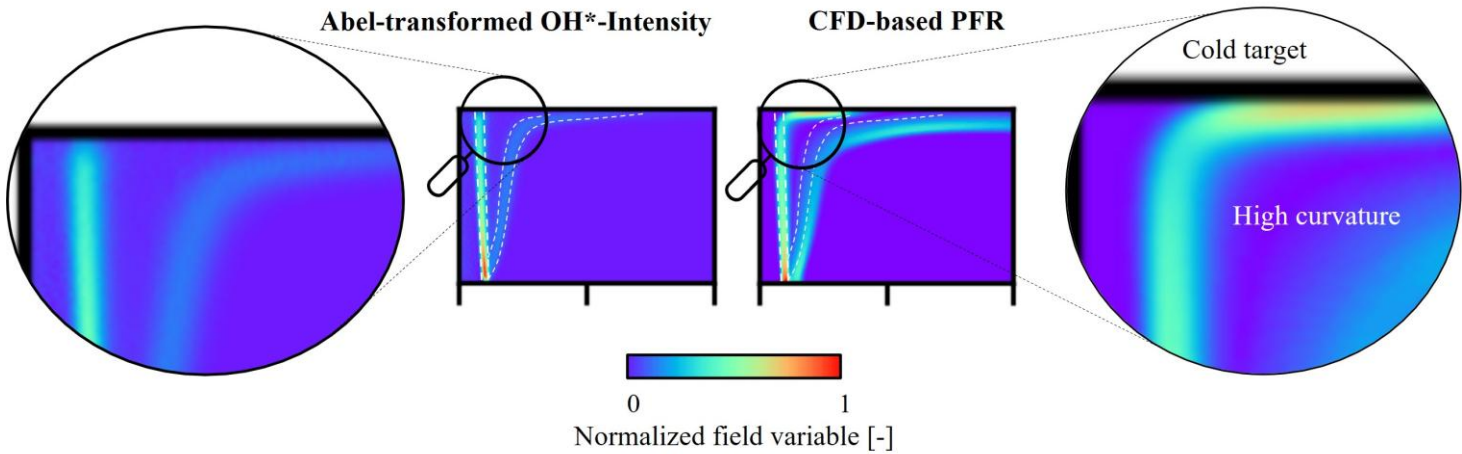 Abel-transformed OH*-Intensity
CFD-based PFR
Cold target
High curvature
0
1
Normalized field variable [-]